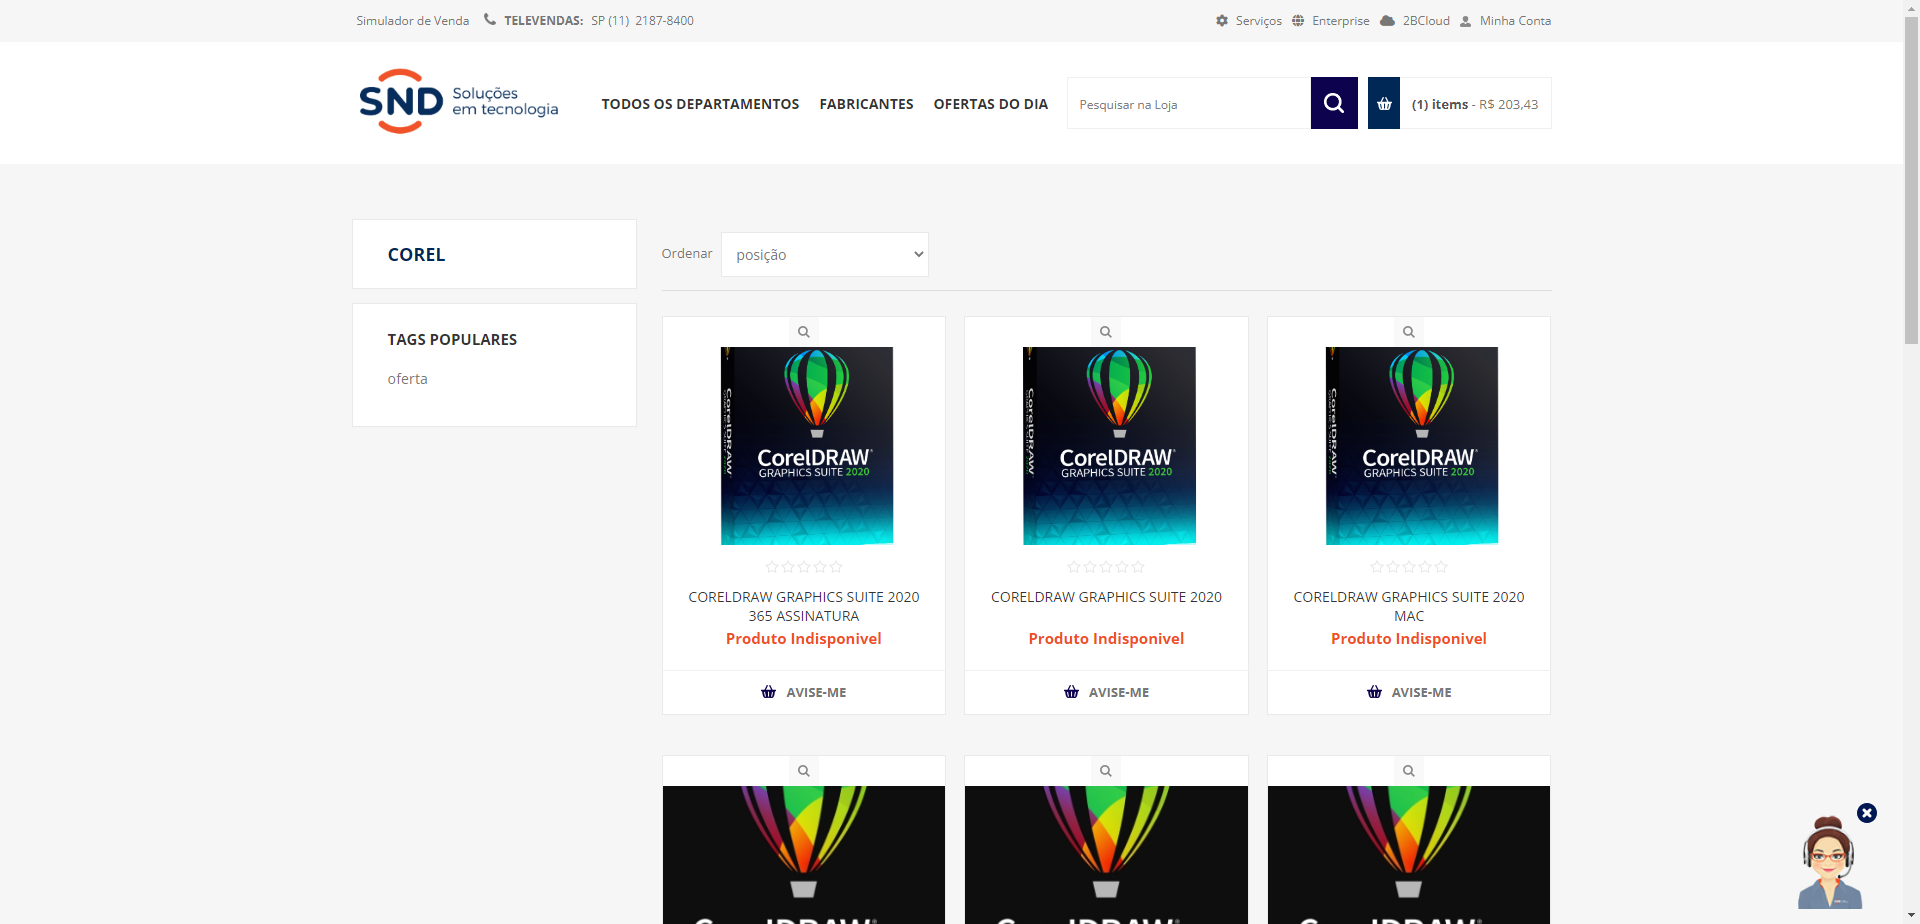 Simulador de Venda TELEVENDAS: SP (11) 2187-8400
Serviços Enterprise 2BCloud Minha Conta
SND Soluções
em tecnologia
TODOS OS DEPARTAMENTOS FABRICANTES OFERTAS DO DIA
Pesquisar na Loja
(1) items - R$ 203,43
COREL
TAGS POPULARES
oferta
Ordenar posição
CorelDRAW
CorelDRAW
GRAPHICS SUITE 2020
CORELDRAW GRAPHICS SUITE 2020
365 ASSINATURA
Produto Indisponivel
AVISE-ME
CorelDRAW
CorelDRAW
GRAPHICS SUITE 2020
CORELDRAW GRAPHICS SUITE 2020
Produto Indisponivel
AVISE-ME
CorelDRAW
CorelDRAW
GRAPHICS SUITE 2020
CORELDRAW GRAPHICS SUITE 2020
MAC
Produto Indisponivel
AVISE-ME